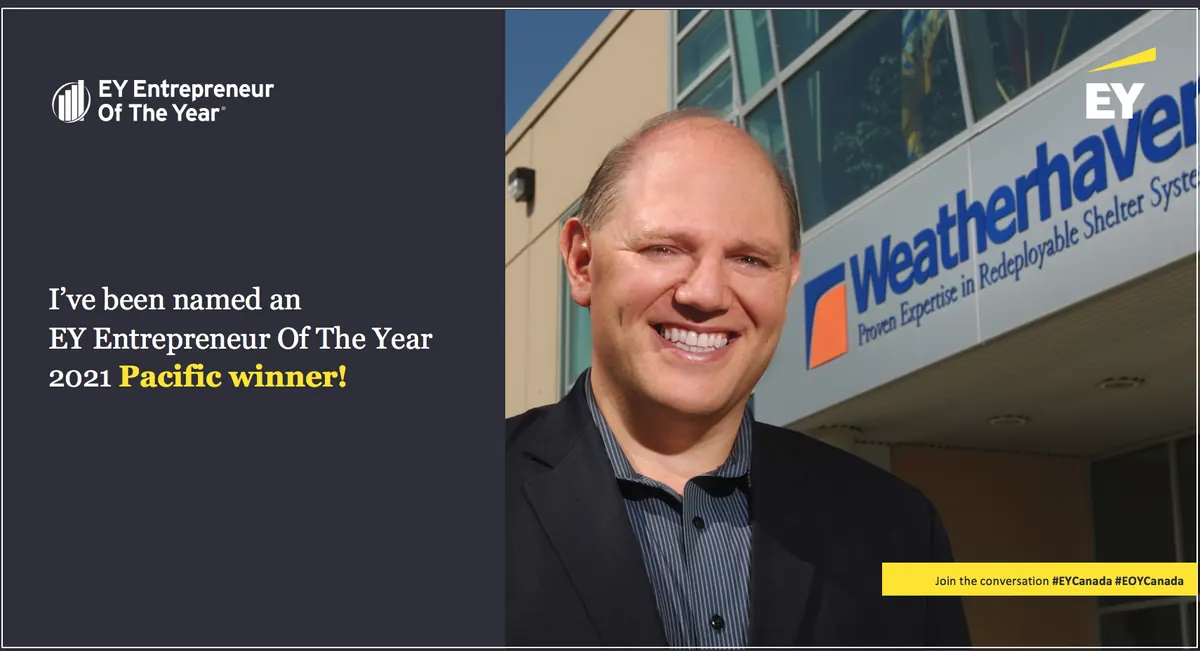 EY Entrepreneur
Of The Year®
I’ve been named an
EY Entrepreneur Of The Year
2021 Pacific winner!
EY
Weatherhaven
Proven Expertise in Redeployable Shelter Syste
Join the conversation #EYCanada #EOYCanada